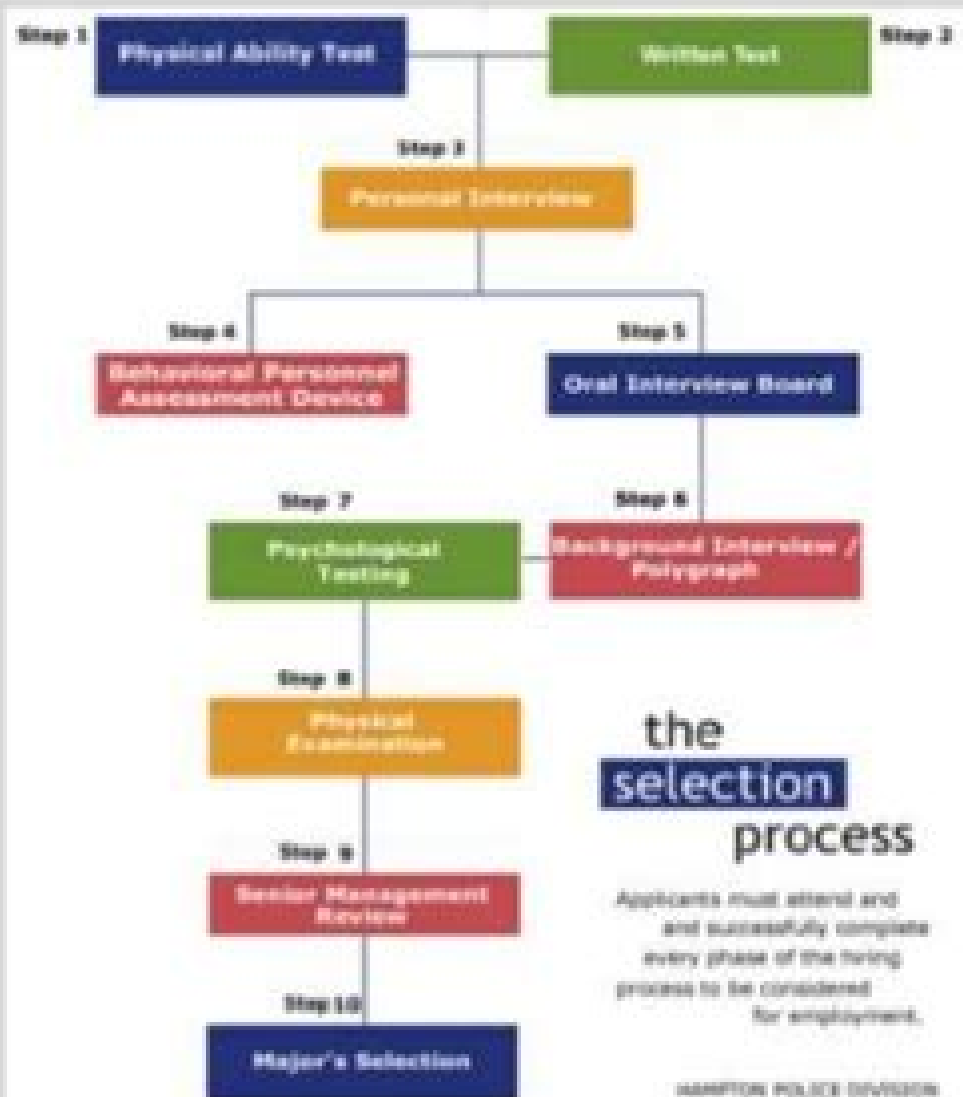 Step 1
Physical Ability Test
Written Test
Step 2
Step 3
Personal Interview
Step 4
Behavioral Personnel
Assessment Device
Step 5
Oral Interview Board
Step 6
Background Interview /
Polygraph
Step 7
Psychological
Testing
Step 8
Physical
Examination
Step 9
Senior Management
Review
Step 10
Major's Selection
the
selection
process
Applicants must attend and
and successfully complete
every phase of the hiring
process to be considered
for employment.
HAMPTON POLICE DIVISION